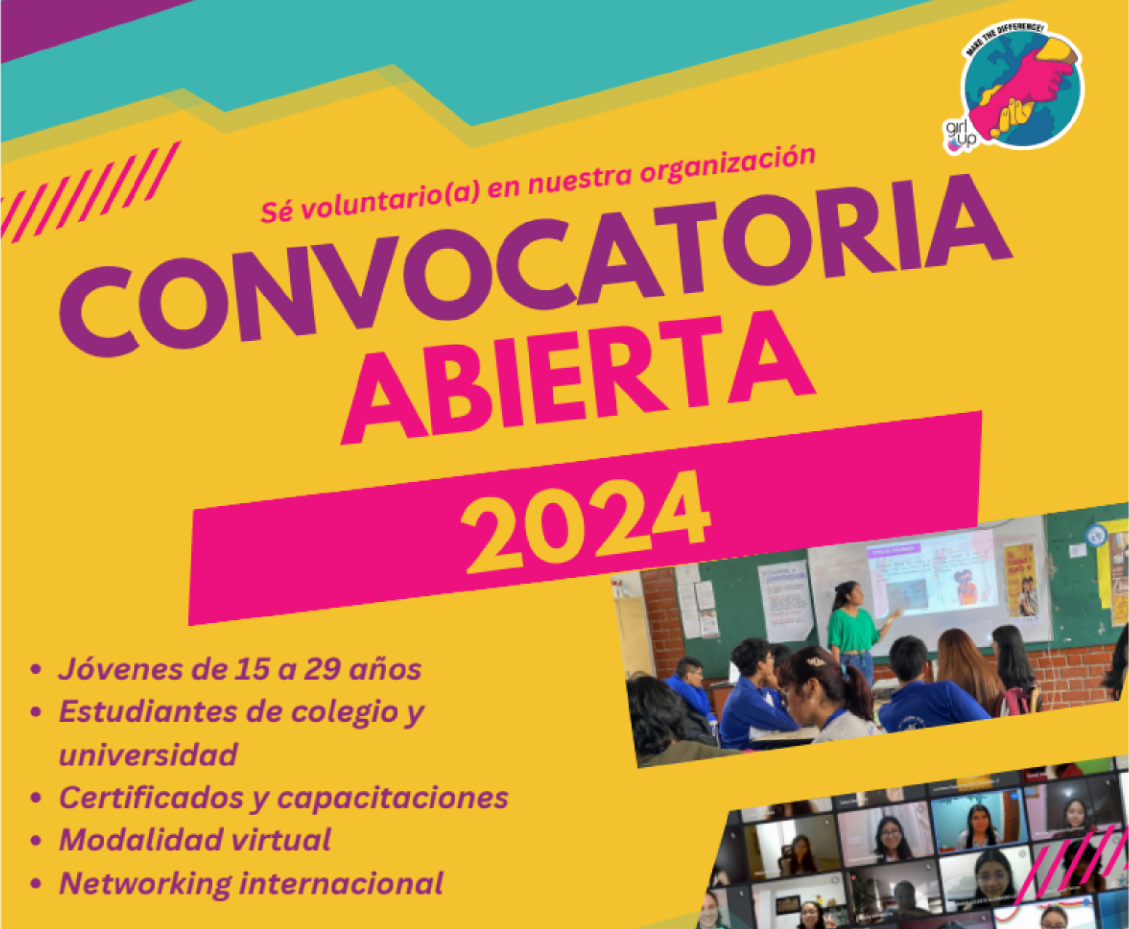 MAKE THE DIFFERENCE!
girl
up
Sé voluntario(a) en nuestra organización
CONVOCATORIA
ABIERTA
2024
• Jóvenes de 15 a 29 años
• Estudiantes de colegio y
universidad
• Certificados y capacitaciones
• Modalidad virtual
• Networking internacional